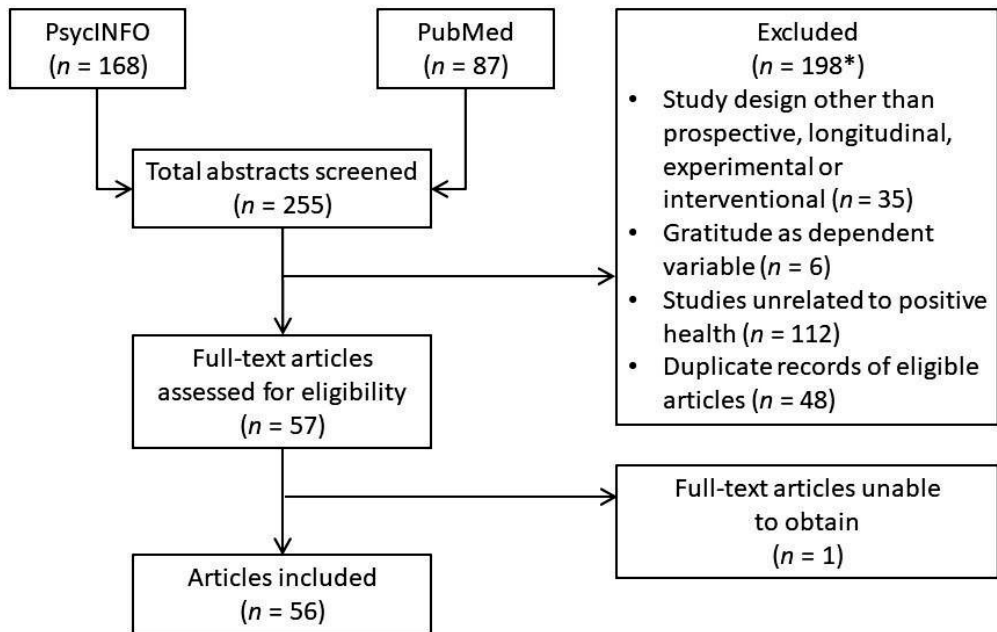 PsycINFO
(n = 168)
PubMed
(n = 87)
Total abstracts screened
(n = 255)
Excluded
(n = 198*)
• Study design other than
prospective, longitudinal,
experimental or
interventional (n = 35)
• Gratitude as dependent
variable (n = 6)
• Studies unrelated to positive
health (n = 112)
• Duplicate records of eligible
articles (n = 48)
Full-text articles
assessed for eligibility
(n = 57)
Full-text articles unable
to obtain
(n = 1)
Articles included
n = 56